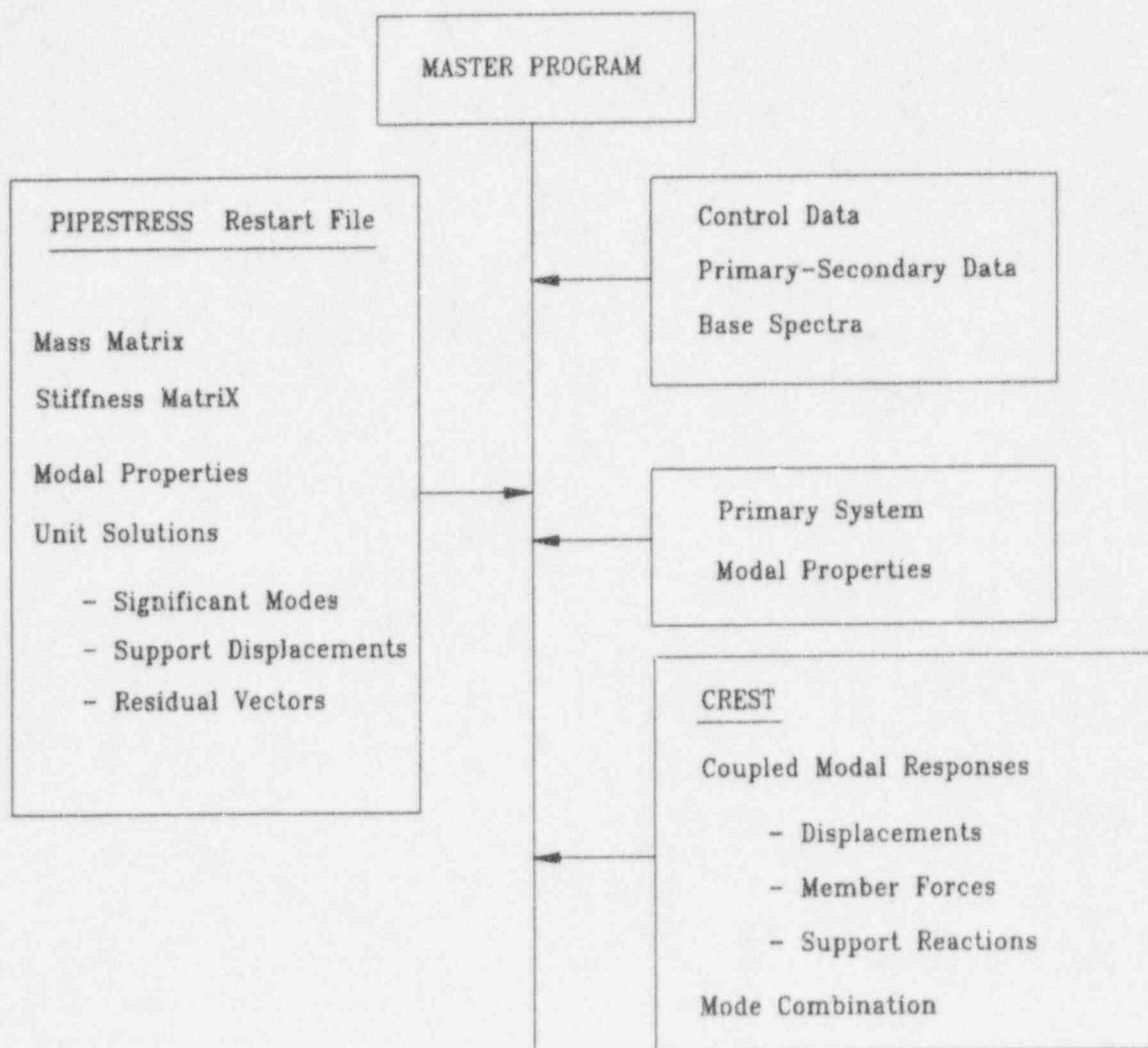 MASTER PROGRAM
PIPESTRESS Restart File
Mass Matrix
Stiffness MatriX
Modal Properties
Unit Solutions
- Significant Modes
- Support Displacements
- Residual Vectors
Control Data
Primary-Secondary Data
Base Spectra
Primary System
Modal Properties
CREST
Coupled Modal Responses
- Displacements
- Member Forces
- Support Reactions
Mode Combination